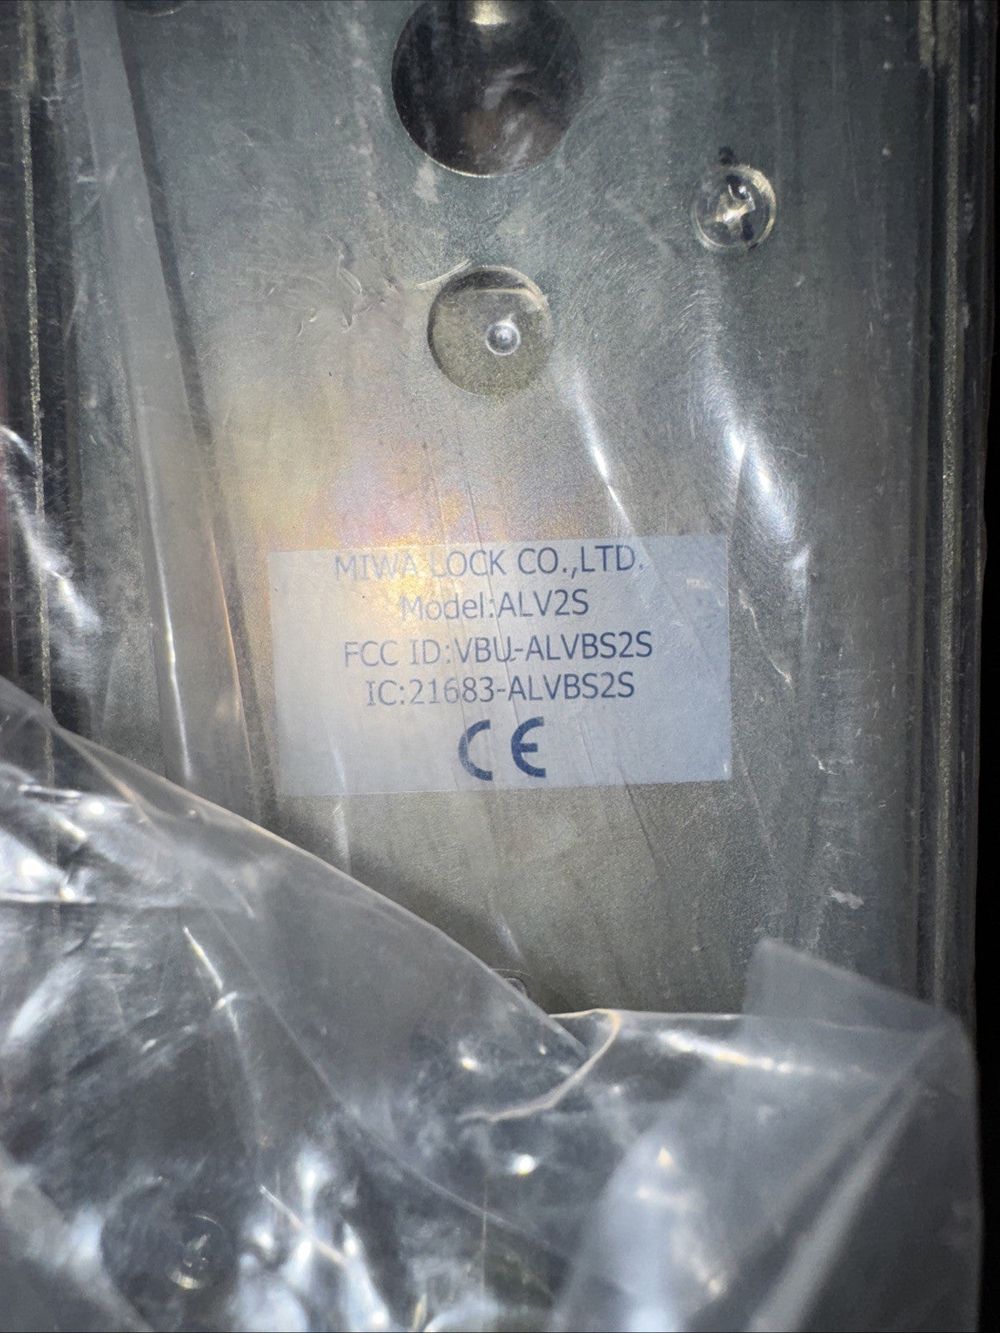 MIWA LOCK CO.,LTD.
Model:ALV2S
FCC ID:VBU-ALVBS2S
IC:21683-ALVBS2S
CE